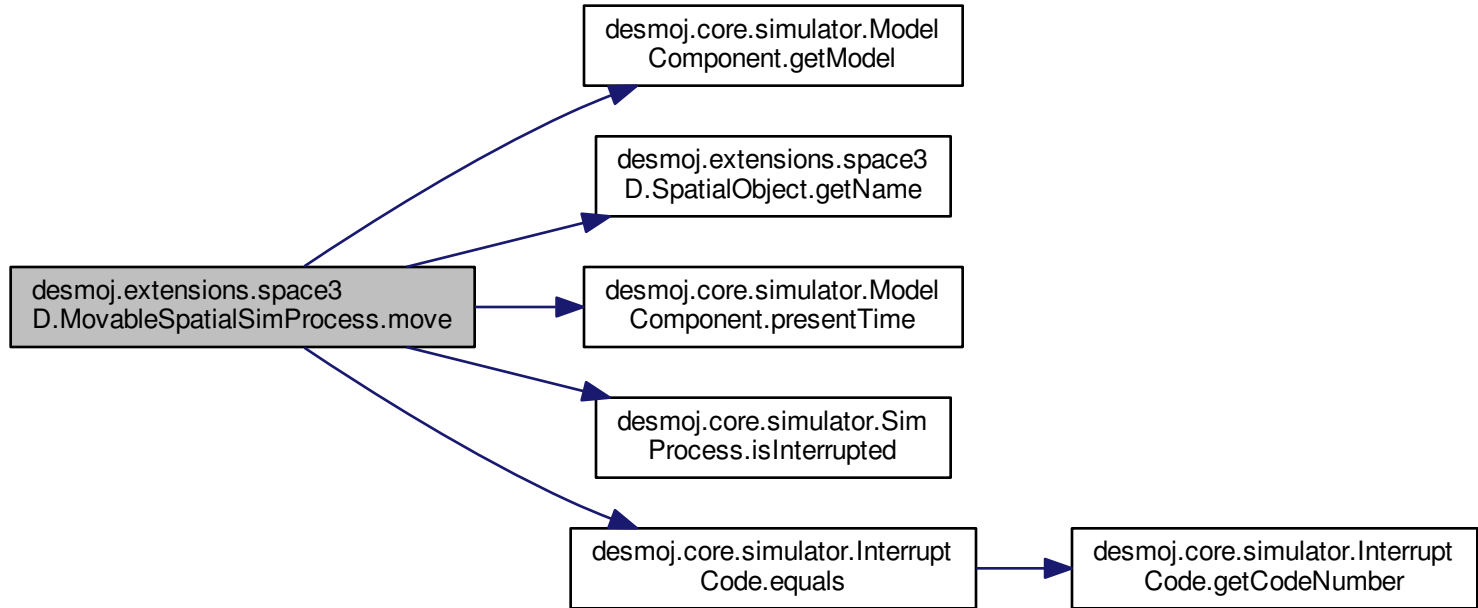 desmoj.core.simulator.Model
Component.getModel
desmoj.extensions.space3
D.SpatialObject.getName
desmoj.extensions.space3
D.MovableSpatialSimProcess.move
desmoj.core.simulator.Model
Component.presentTime
desmoj.core.simulator.Sim
Process.isInterrupted
desmoj.core.simulator.Interrupt
Code.equals
desmoj.core.simulator.Interrupt
Code.getCodeNumber